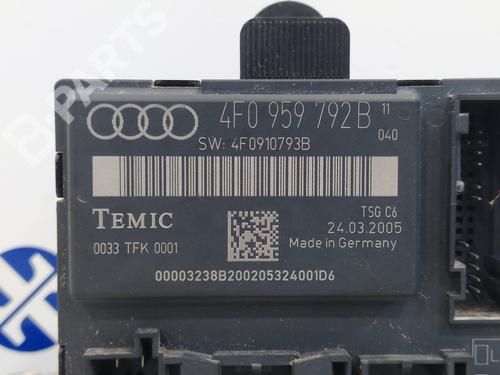 B-PARTS
4F0 959 792B 11
040
SW: 4F0910793B
TEMIC
TSG C6
24.03.2005
0033 TFK 0001
Made in Germany
00003238B200205324001D6